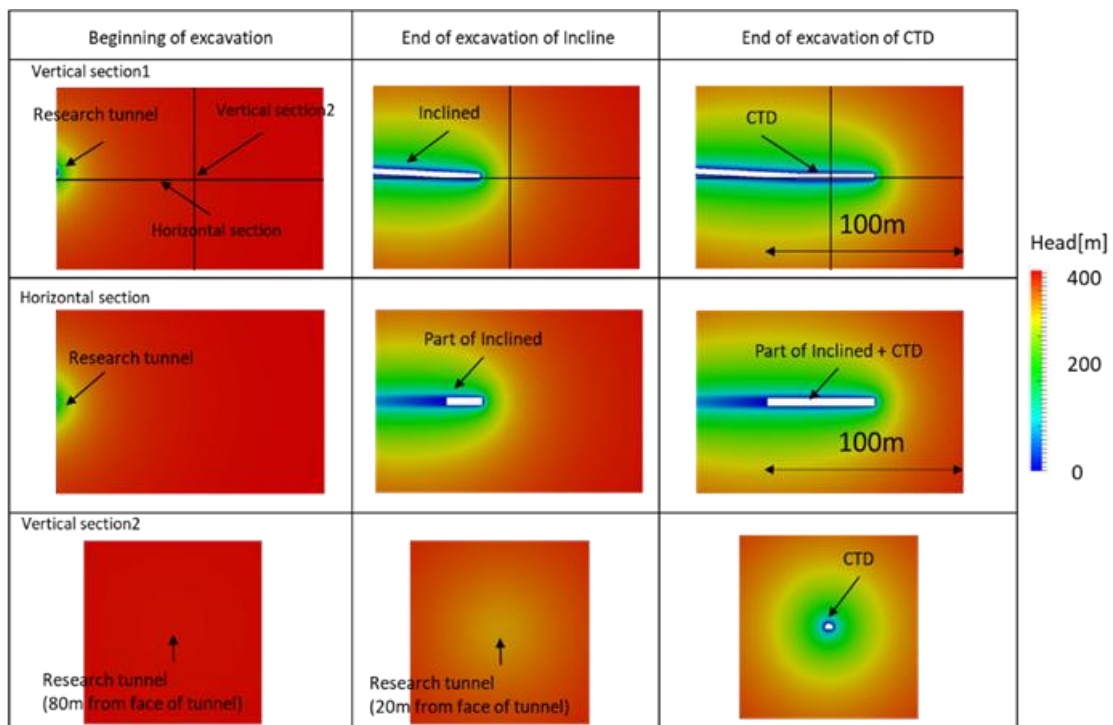 Beginning of excavation
End of excavation of Incline
End of excavation of CTD
Vertical section1
Research tunnel
Vertical section2
Horizontal section
Inclined
CTD
100m
Head[m]
400
200
0
Horizontal section
Research tunnel
Part of Inclined
Part of Inclined + CTD
100m
Vertical section2
Research tunnel
(80m from face of tunnel)
Research tunnel
(20m from face of tunnel)
CTD